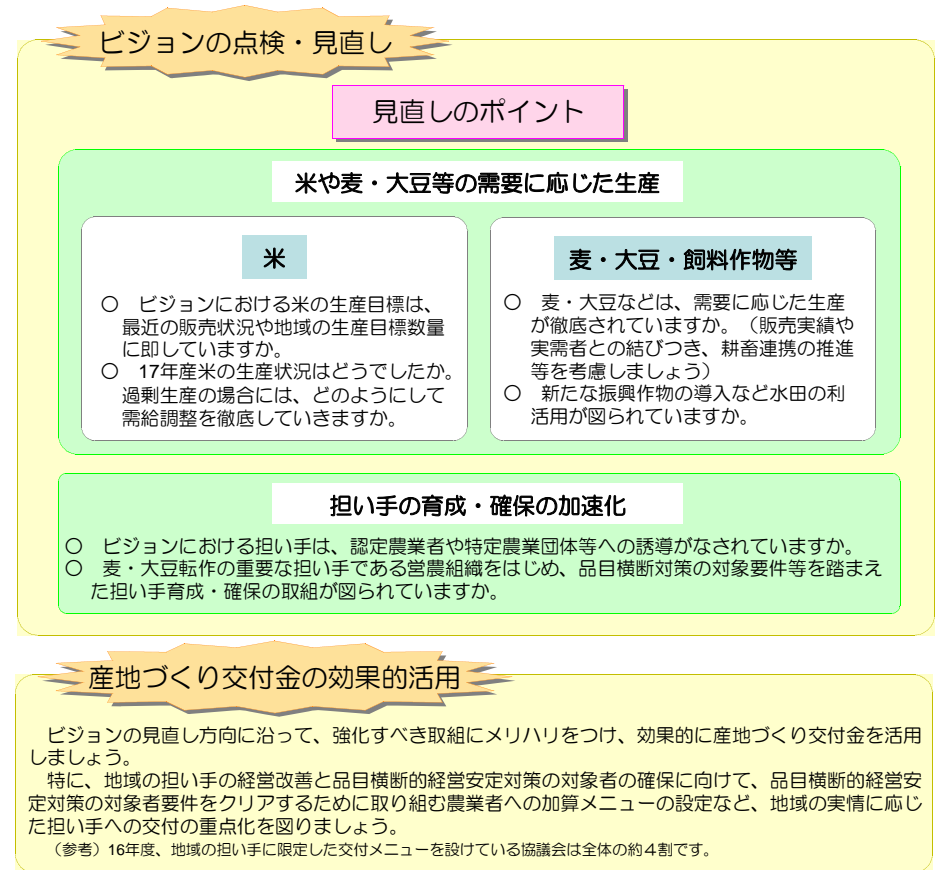 ビジョンの点検・見直し
見直しのポイント
米や麦・大豆等の需要に応じた生産
米
○　ビジョンにおける米の生産目標は、
最近の販売状況や地域の生産目標数量
に即していますか。
○　17年産米の生産状況はどうでしたか。
過剰生産の場合には、どのようにして
需給調整を徹底していきますか。
麦・大豆・飼料作物等
○　麦・大豆などは、需要に応じた生産
が徹底されていますか。（販売実績や
実需者との結びつき、耕畜連携の推進
等を考慮しましょう）
○　新たな振興作物の導入など水田の利
活用が図られていますか。
担い手の育成・確保の加速化
○　ビジョンにおける担い手は、認定農業者や特定農業団体等への誘導がなされていますか。
○　麦・大豆転作の重要な担い手である営農組織をはじめ、品目横断対策の対象要件等を踏まえ
た担い手育成・確保の取組が図られていますか。
産地づくり交付金の効果的活用
ビジョンの見直し方向に沿って、強化すべき取組にメリハリをつけ、効果的に産地づくり交付金を活用
しましょう。
特に、地域の担い手の経営改善と品目横断的経営安定対策の対象者の確保に向けて、品目横断的経営安
定対策の対象者要件をクリアするために取り組む農業者への加算メニューの設定など、地域の実情に応じ
た担い手への交付の重点化を図りましょう。
（参考）16年度、地域の担い手に限定した交付メニューを設けている協議会は全体の約４割です。